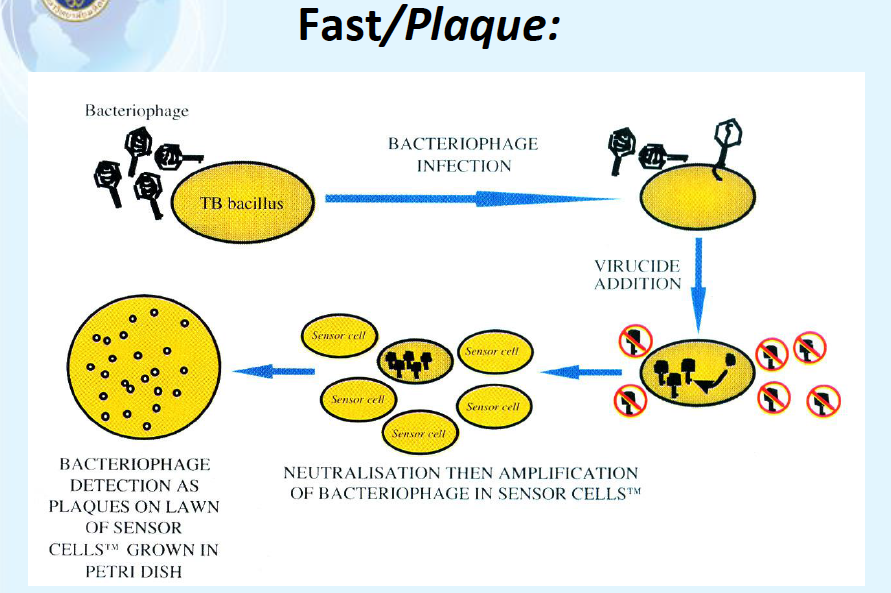 Fast/Plaque:
Bacteriophage
TB bacillus
BACTERIOPHAGE
INFECTION
VIRUCIDE
ADDITION
Sensor cell
Sensor cell
Sensor cell
Sensor cell
Sensor cell
NEUTRALISATION THEN AMPLIFICATION
OF BACTERIOPHAGE IN SENSOR CELLS™
BACTERIOPHAGE
DETECTION AS
PLAQUES ON LAWN
OF SENSOR
CELLS™ GROWN IN
PETRI DISH